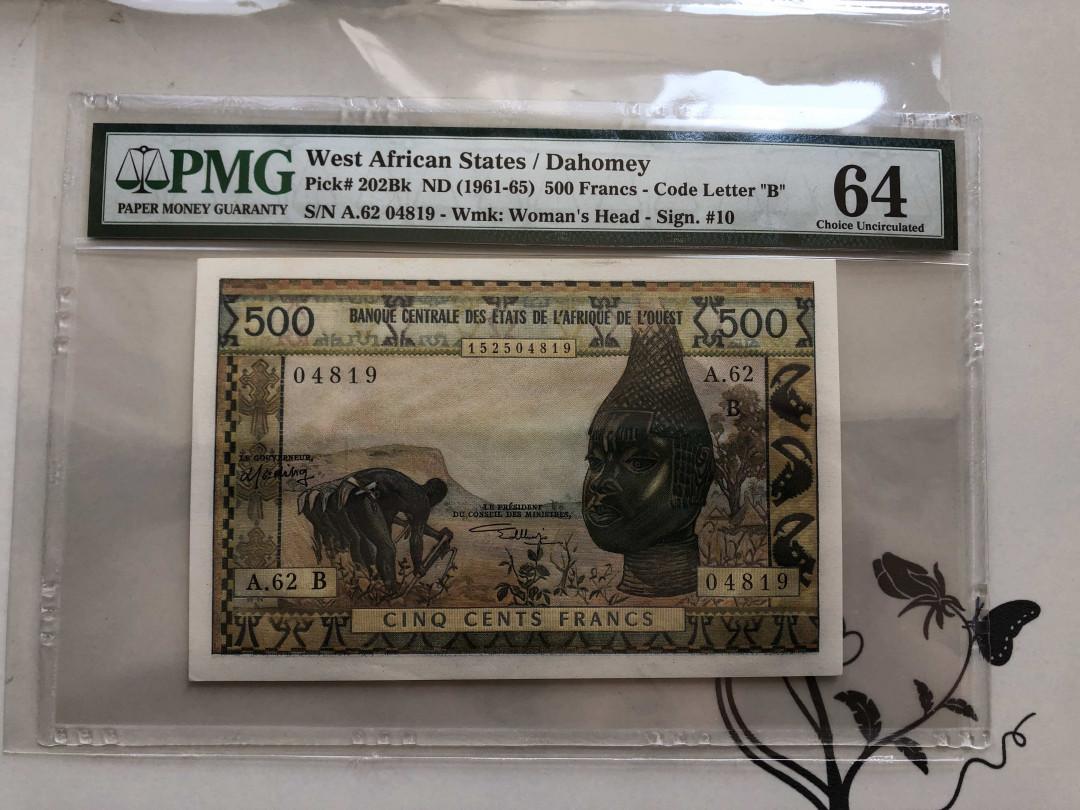 PMG
PAPER MONEY GUARANTY
West African States / Dahomey
Pick# 202Bk ND (1961-65) 500 Francs - Code Letter "B"
S/N A.62 04819 - Wmk: Woman's Head - Sign. #10
64
Choice Uncirculated
500 BANQUE CENTRALE DES ETATS DE L'AFRIQUE DE L'OUEST 500
152504819
04819 A.62
B
LE GOUVERNEUR,
LE PRÉSIDENT
DU CONSEIL DES MINISTRES,
A.62 B 04819
CINQ CENTS FRANCS